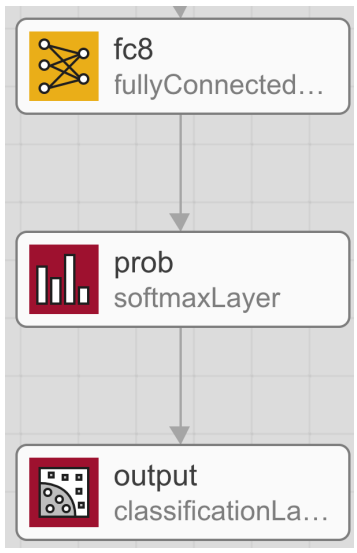 fc8
fullyConnected…
prob
softmaxLayer
output
classificationLa…